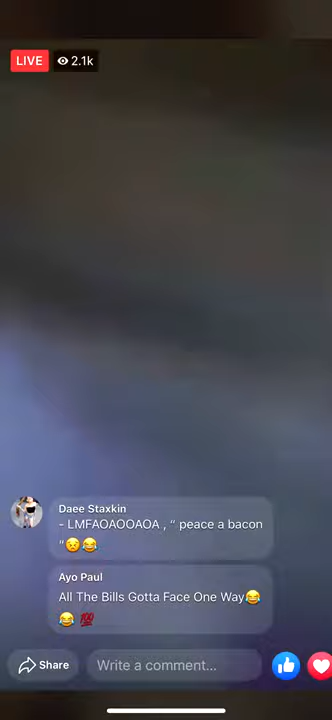 LIVE 2.1k
Daee Staxkin
- LMFAOAOOAOA , “ peace a bacon
“😟😂
Ayo Paul
All The Bills Gotta Face One Way😂
😂 💯
Share Write a comment...